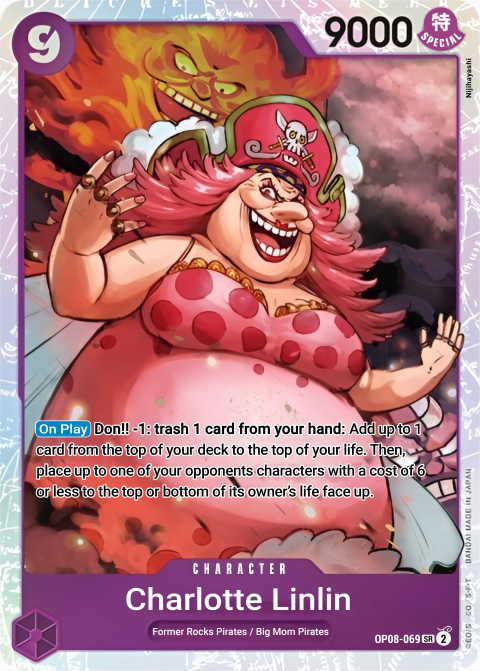 9
9000
特
SPECIAL
Nijihayashi
On Play Don!! -1: trash 1 card from your hand: Add up to 1
card from the top of your deck to the top of your life. Then,
place up to one of your opponents characters with a cost of 6
or less to the top or bottom of its owner's life face up.
CHARACTER
Charlotte Linlin
Former Rocks Pirates / Big Mom Pirates
OP08-069 SR 2
BANDAI MADE IN JAPAN